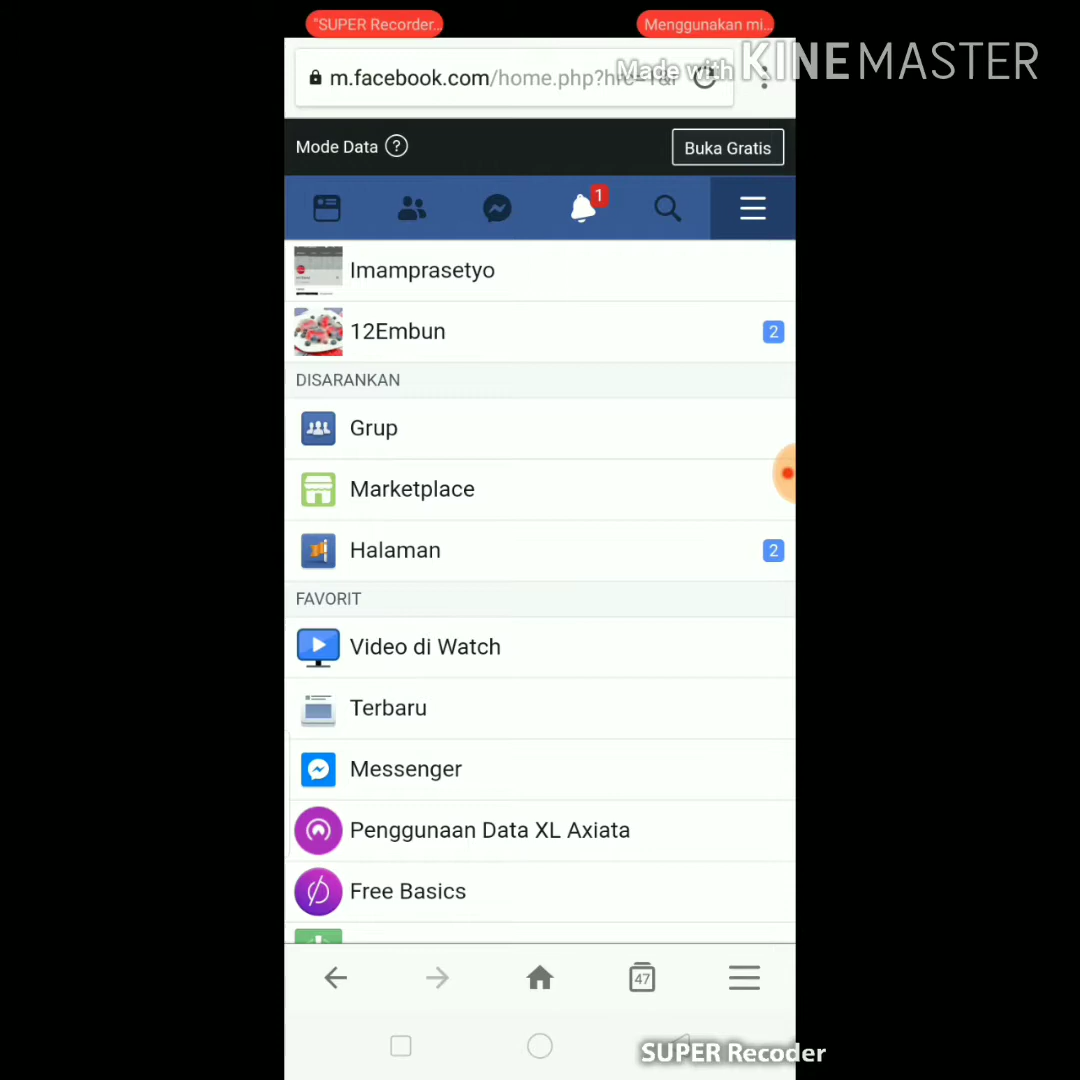 "SUPER Recorder...
Menggunakan mi...
Made with KINEMASTER
m.facebook.com/home.php?
Mode Data ?
Buka Gratis
1
Imamprasetyo
12Embun
2
DISARANKAN
Grup
Marketplace
Halaman
2
FAVORIT
Video di Watch
Terbaru
Messenger
Penggunaan Data XL Axiata
Free Basics
47
SUPER Recoder